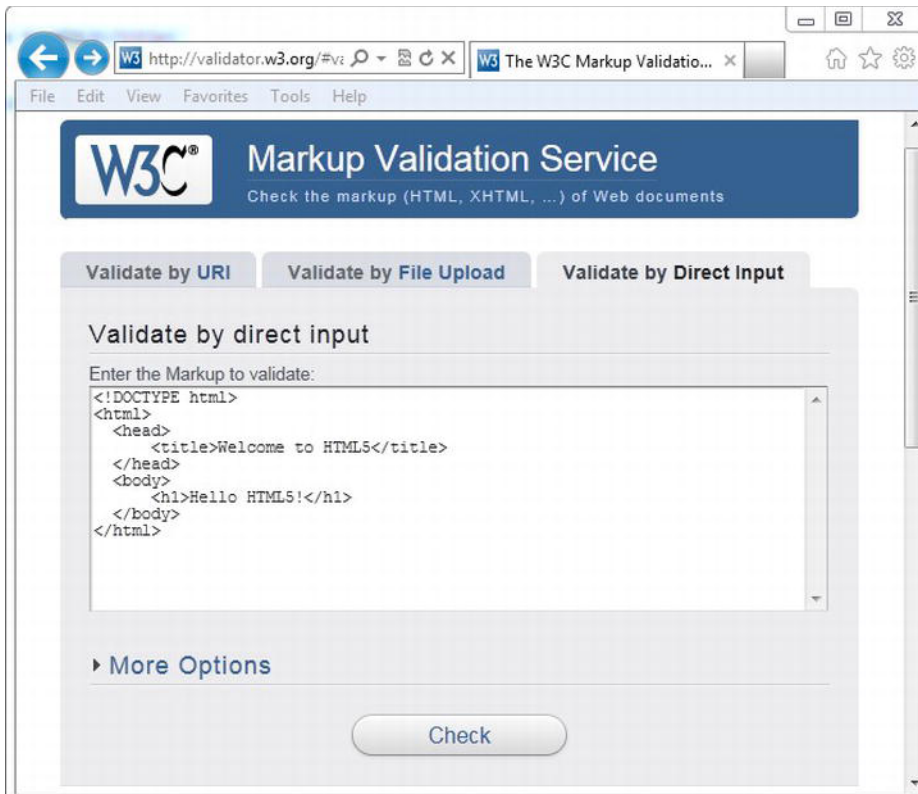 W3 http://validator.w3.org/#va
W3 The W3C Markup Validatio...
File Edit View Favorites Tools Help
W3C®
Markup Validation Service
Check the markup (HTML, XHTML, ...) of Web documents
Validate by URI Validate by File Upload Validate by Direct Input
Validate by direct input
Enter the Markup to validate:
<!DOCTYPE html>
<html>
<head>
<title>Welcome to HTML5</title>
</head>
<body>
<h1>Hello HTML5!</h1>
</body>
</html>
More Options
Check